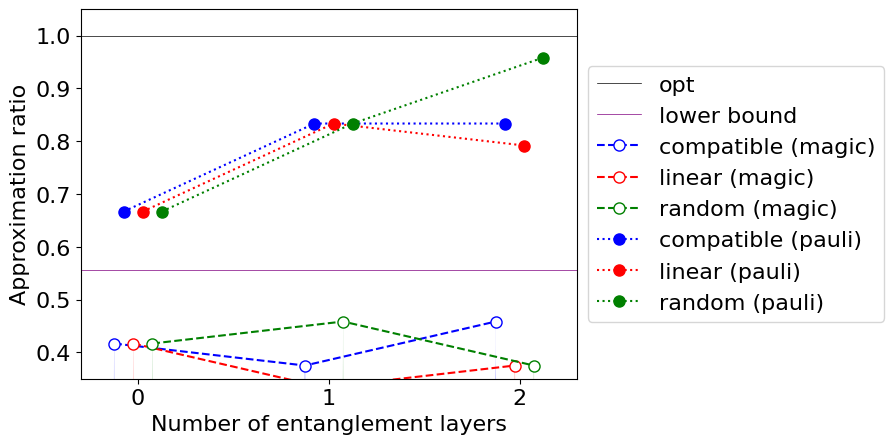 1.0
0.9
0.8
0.7
0.6
0.5
0.4
Approximation ratio
0
1
2
Number of entanglement layers
opt
lower bound
compatible (magic)
linear (magic)
random (magic)
compatible (pauli)
linear (pauli)
random (pauli)